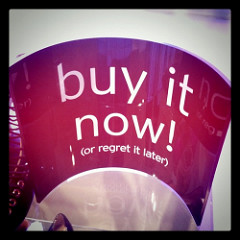 buy it
now!
(or regret it later)